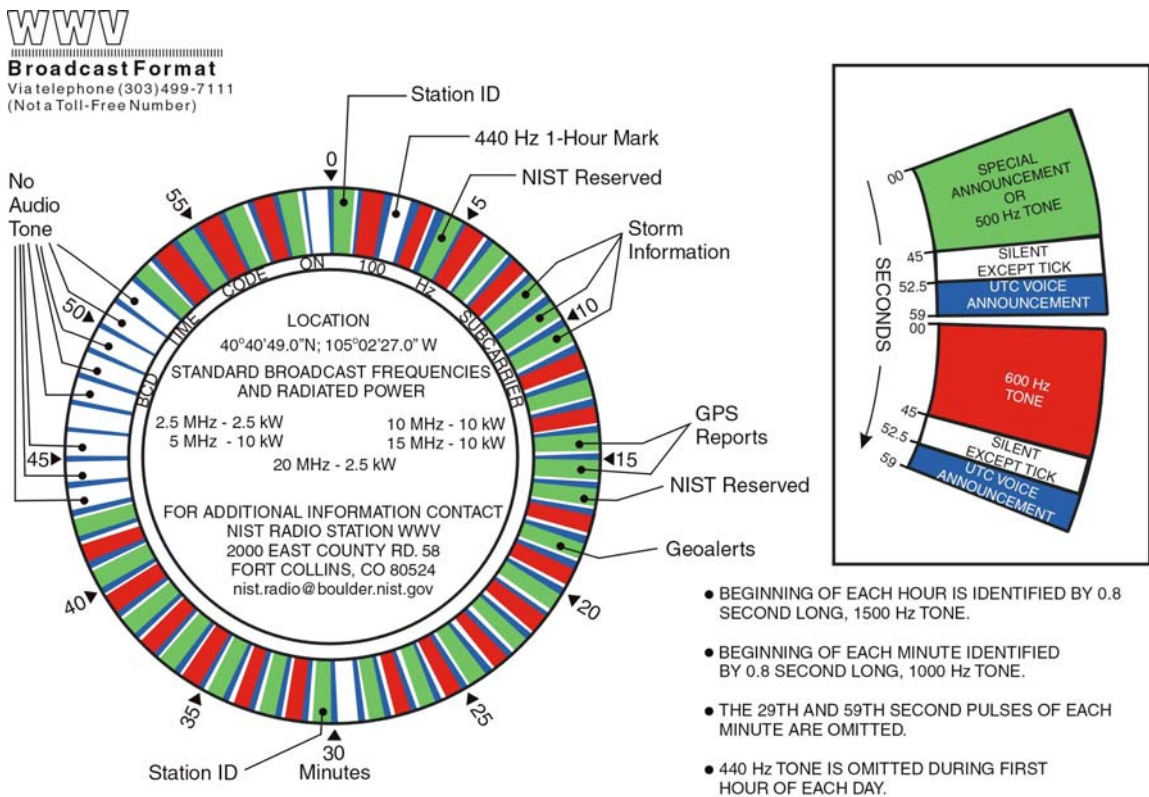 WWV
Broadcast Format
Via telephone (303)499-7111
(Not a Toll-Free Number)
Station ID
440 Hz 1-Hour Mark
NIST Reserved
Storm
Information
GPS
Reports
NIST Reserved
Geoalerts
No
Audio
Tone
0
5
10
15
20
25
30
35
40
45
50
55
Minutes
Station ID
BCD TIME CODE ON 100 Hz SUBCARRIER
LOCATION
40°40'49.0"N; 105°02'27.0" W
STANDARD BROADCAST FREQUENCIES
AND RADIATED POWER
2.5 MHz - 2.5 kW
5 MHz - 10 kW
10 MHz - 10 kW
15 MHz - 10 kW
20 MHz - 2.5 kW
FOR ADDITIONAL INFORMATION CONTACT
NIST RADIO STATION WWV
2000 EAST COUNTY RD. 58
FORT COLLINS, CO 80524
nist.radio@boulder.nist.gov
SECONDS
00
SPECIAL
ANNOUNCEMENT
OR
500 Hz TONE
45
SILENT
EXCEPT TICK
52.5
UTC VOICE
ANNOUNCEMENT
59
00
600 Hz
TONE
45
SILENT
EXCEPT TICK
52.5
UTC VOICE
ANNOUNCEMENT
59
● BEGINNING OF EACH HOUR IS IDENTIFIED BY 0.8
SECOND LONG, 1500 Hz TONE.
● BEGINNING OF EACH MINUTE IDENTIFIED
BY 0.8 SECOND LONG, 1000 Hz TONE.
● THE 29TH AND 59TH SECOND PULSES OF EACH
MINUTE ARE OMITTED.
● 440 Hz TONE IS OMITTED DURING FIRST
HOUR OF EACH DAY.